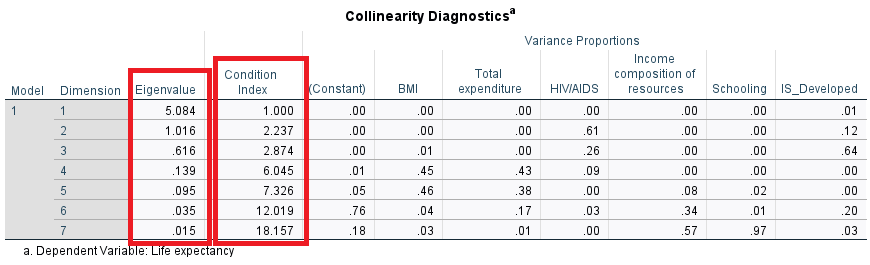 Collinearity Diagnosticsᵃ
Variance Proportions
Model Dimension Eigenvalue Condition Index (Constant) BMI Total expenditure HIV/AIDS Income composition of resources Schooling IS_Developed
1 1 5.084 1.000 .00 .00 .00 .00 .00 .00 .01
2 1.016 2.237 .00 .00 .00 .61 .00 .00 .12
3 .616 2.874 .00 .01 .00 .26 .00 .00 .64
4 .139 6.045 .01 .45 .43 .09 .00 .00 .00
5 .095 7.326 .05 .46 .38 .00 .08 .02 .00
6 .035 12.019 .76 .04 .17 .03 .34 .01 .20
7 .015 18.157 .18 .03 .01 .00 .57 .97 .03
a. Dependent Variable: Life expectancy